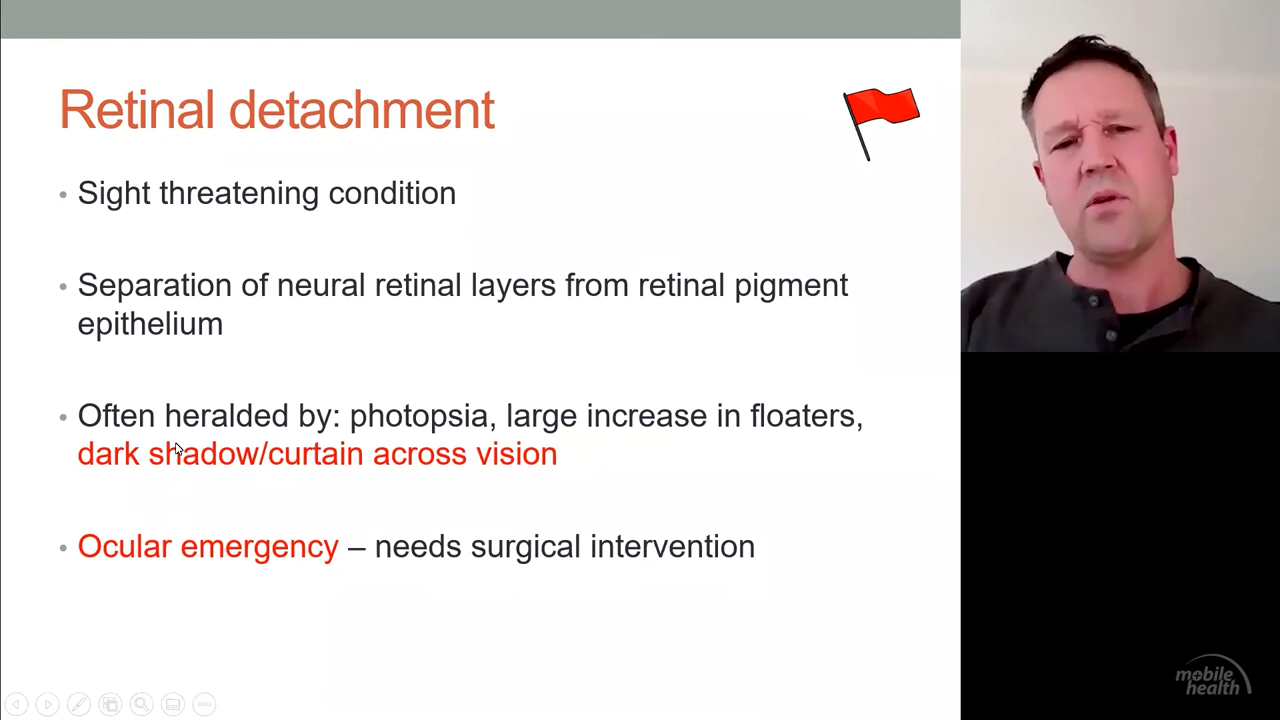 Retinal detachment
• Sight threatening condition
• Separation of neural retinal layers from retinal pigment
epithelium
• Often heralded by: photopsia, large increase in floaters,
dark shadow/curtain across vision
• Ocular emergency – needs surgical intervention
mobile
health